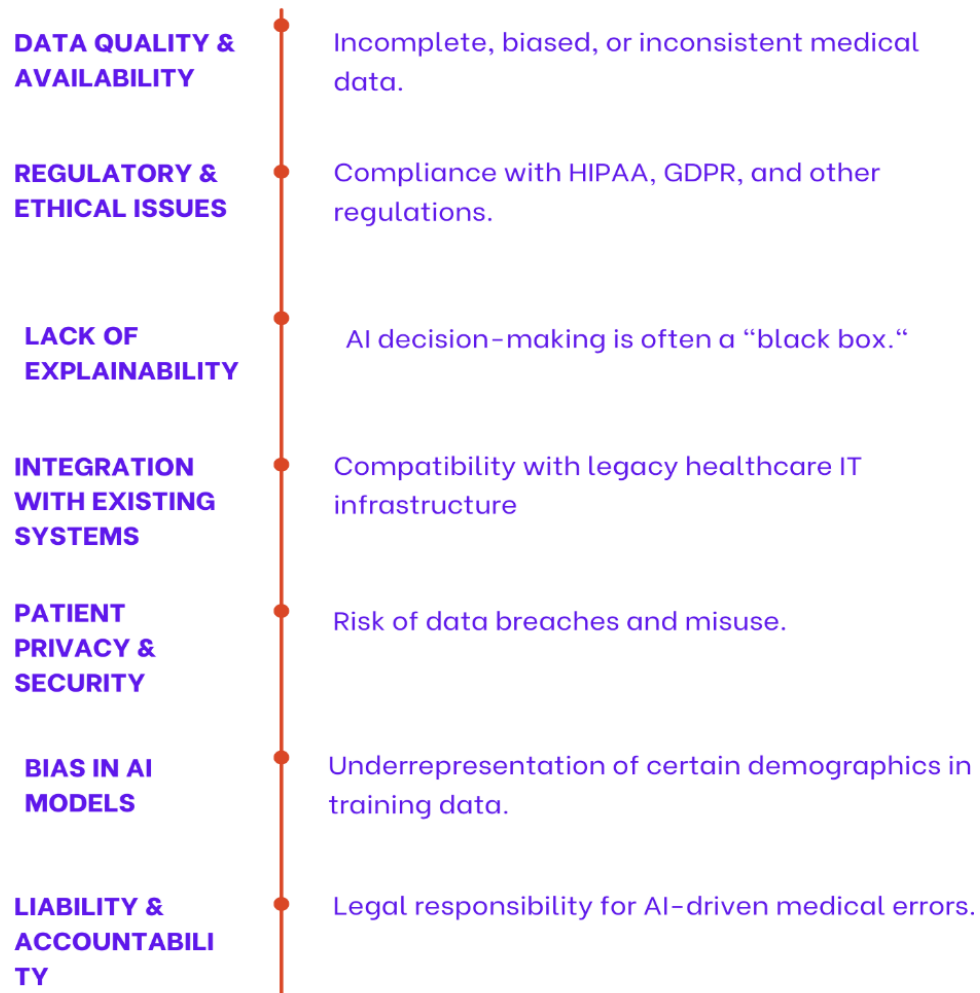 DATA QUALITY &
AVAILABILITY
Incomplete, biased, or inconsistent medical
data.
REGULATORY &
ETHICAL ISSUES
Compliance with HIPAA, GDPR, and other
regulations.
LACK OF
EXPLAINABILITY
AI decision-making is often a “black box.“
INTEGRATION
WITH EXISTING
SYSTEMS
Compatibility with legacy healthcare IT
infrastructure
PATIENT
PRIVACY &
SECURITY
Risk of data breaches and misuse.
BIAS IN AI
MODELS
Underrepresentation of certain demographics in
training data.
LIABILITY &
ACCOUNTABILI
TY
Legal responsibility for AI-driven medical errors.